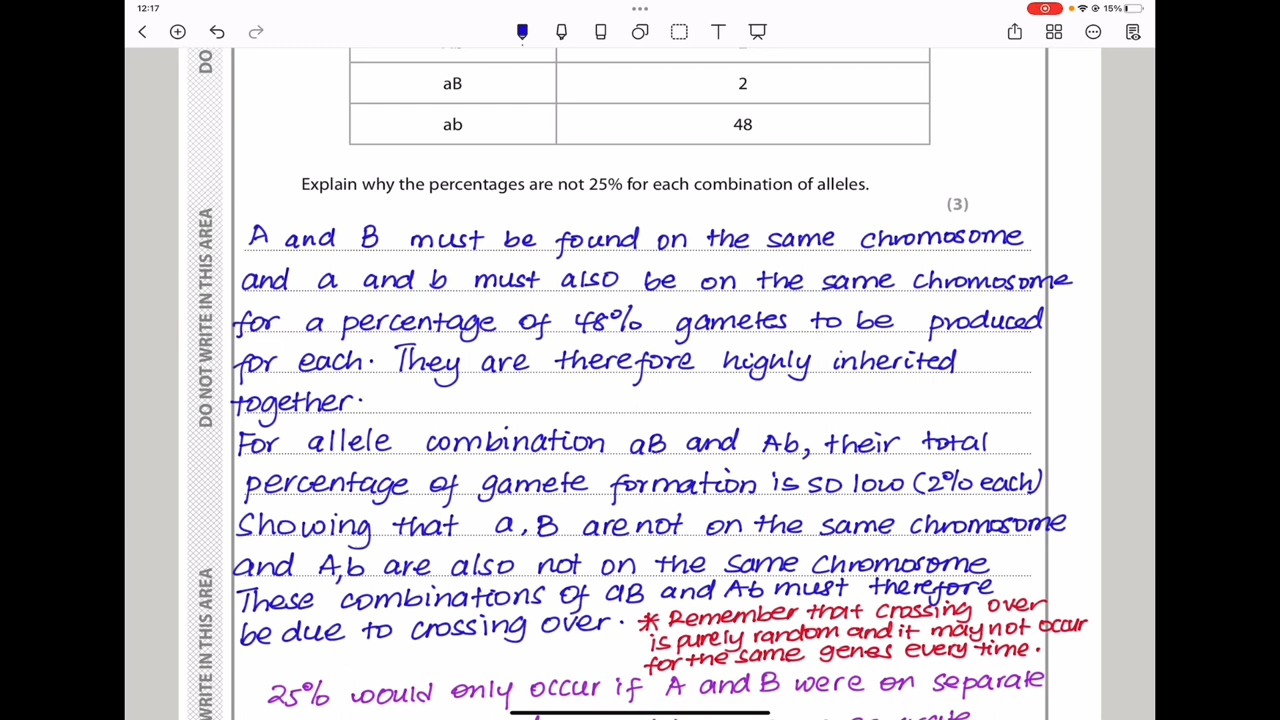 12:17
15%
DO
aB 2
ab 48
Explain why the percentages are not 25% for each combination of alleles.
(3)
DO NOT WRITE IN THIS AREA
A and B must be found on the same chromosome
and a and b must also be on the same chromosome
for a percentage of 48% gametes to be produced
for each. They are therefore highly inherited
together.
For allele combination aB and Ab, their total
percentage of gamete formation is so low (2% each)
Showing that a, B are not on the same chromosome
and A,b are also not on the same chromosome
These combinations of aB and Ab must therefore
be due to crossing over.
* Remember that crossing over
is purely random and it may not occur
for the same genes every time.
WRITE IN THIS AREA
25% would only occur if A and B were on separate